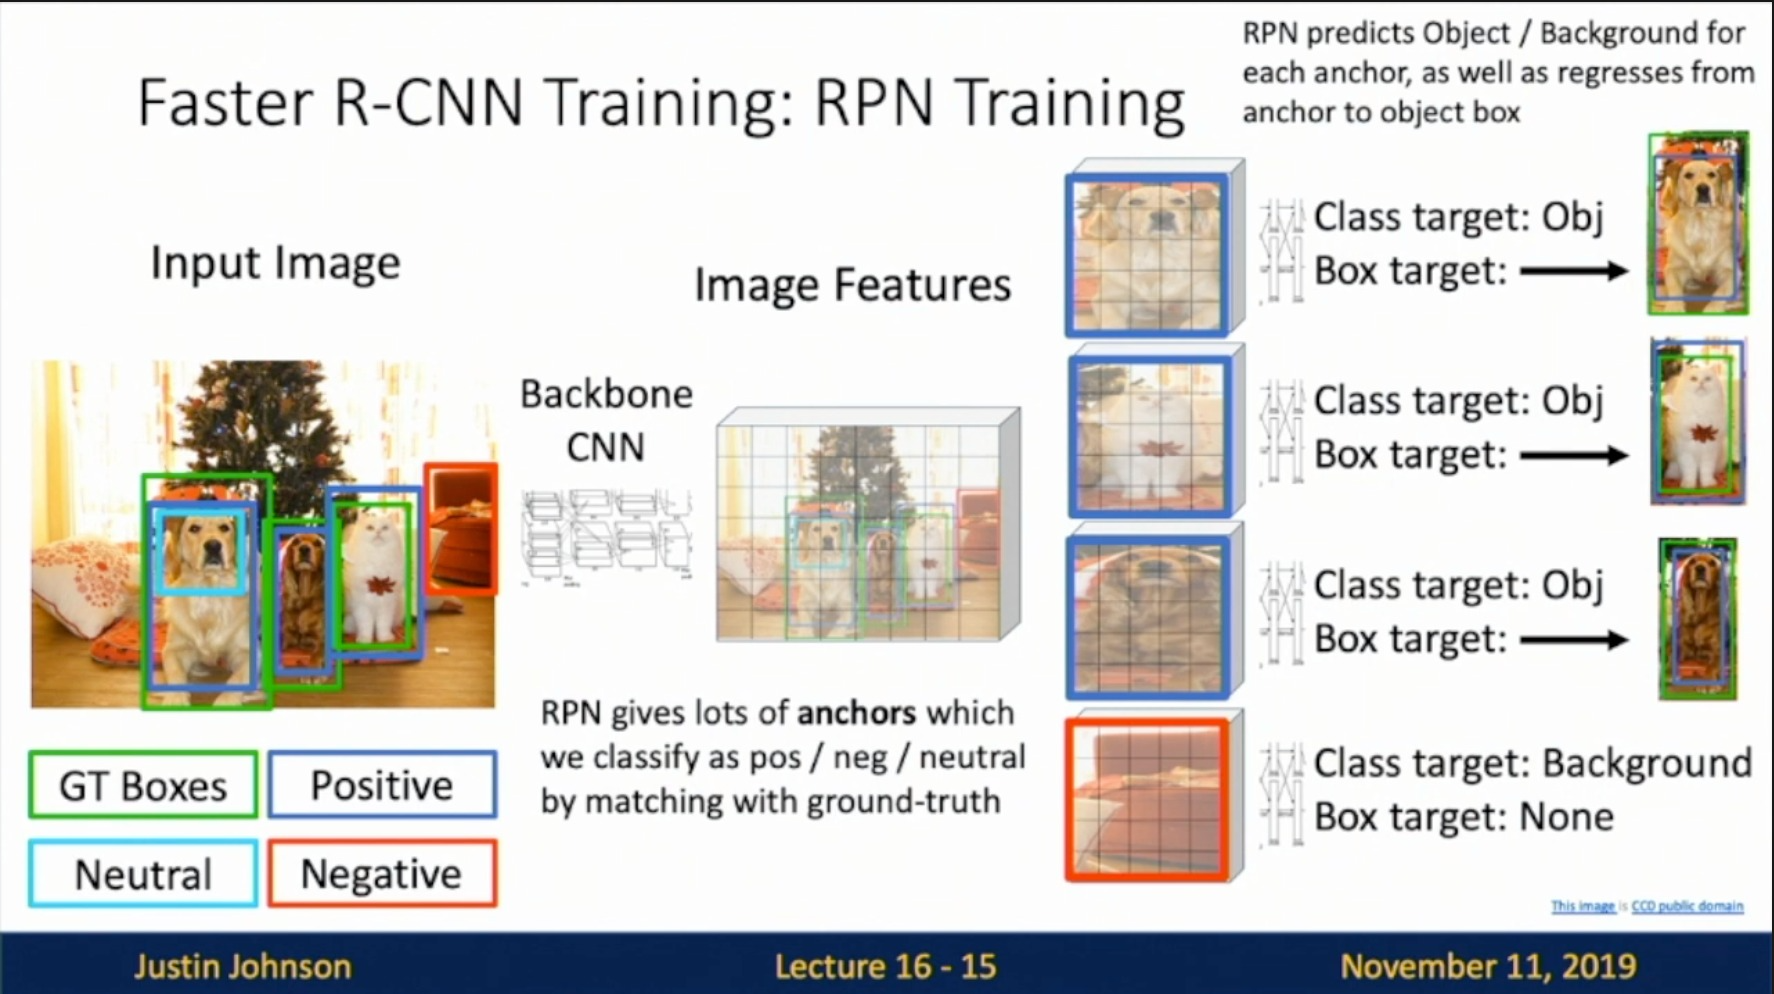 RPN predicts Object / Background for
each anchor, as well as regresses from
anchor to object box
Faster R-CNN Training: RPN Training
Input Image
Image Features
Backbone
CNN
RPN gives lots of anchors which
we classify as pos / neg / neutral
by matching with ground-truth
GT Boxes
Positive
Neutral
Negative
Class target: Obj
Box target:
Class target: Obj
Box target:
Class target: Obj
Box target:
Class target: Background
Box target: None
This image is CC0 public domain
Justin Johnson
Lecture 16 - 15
November 11, 2019